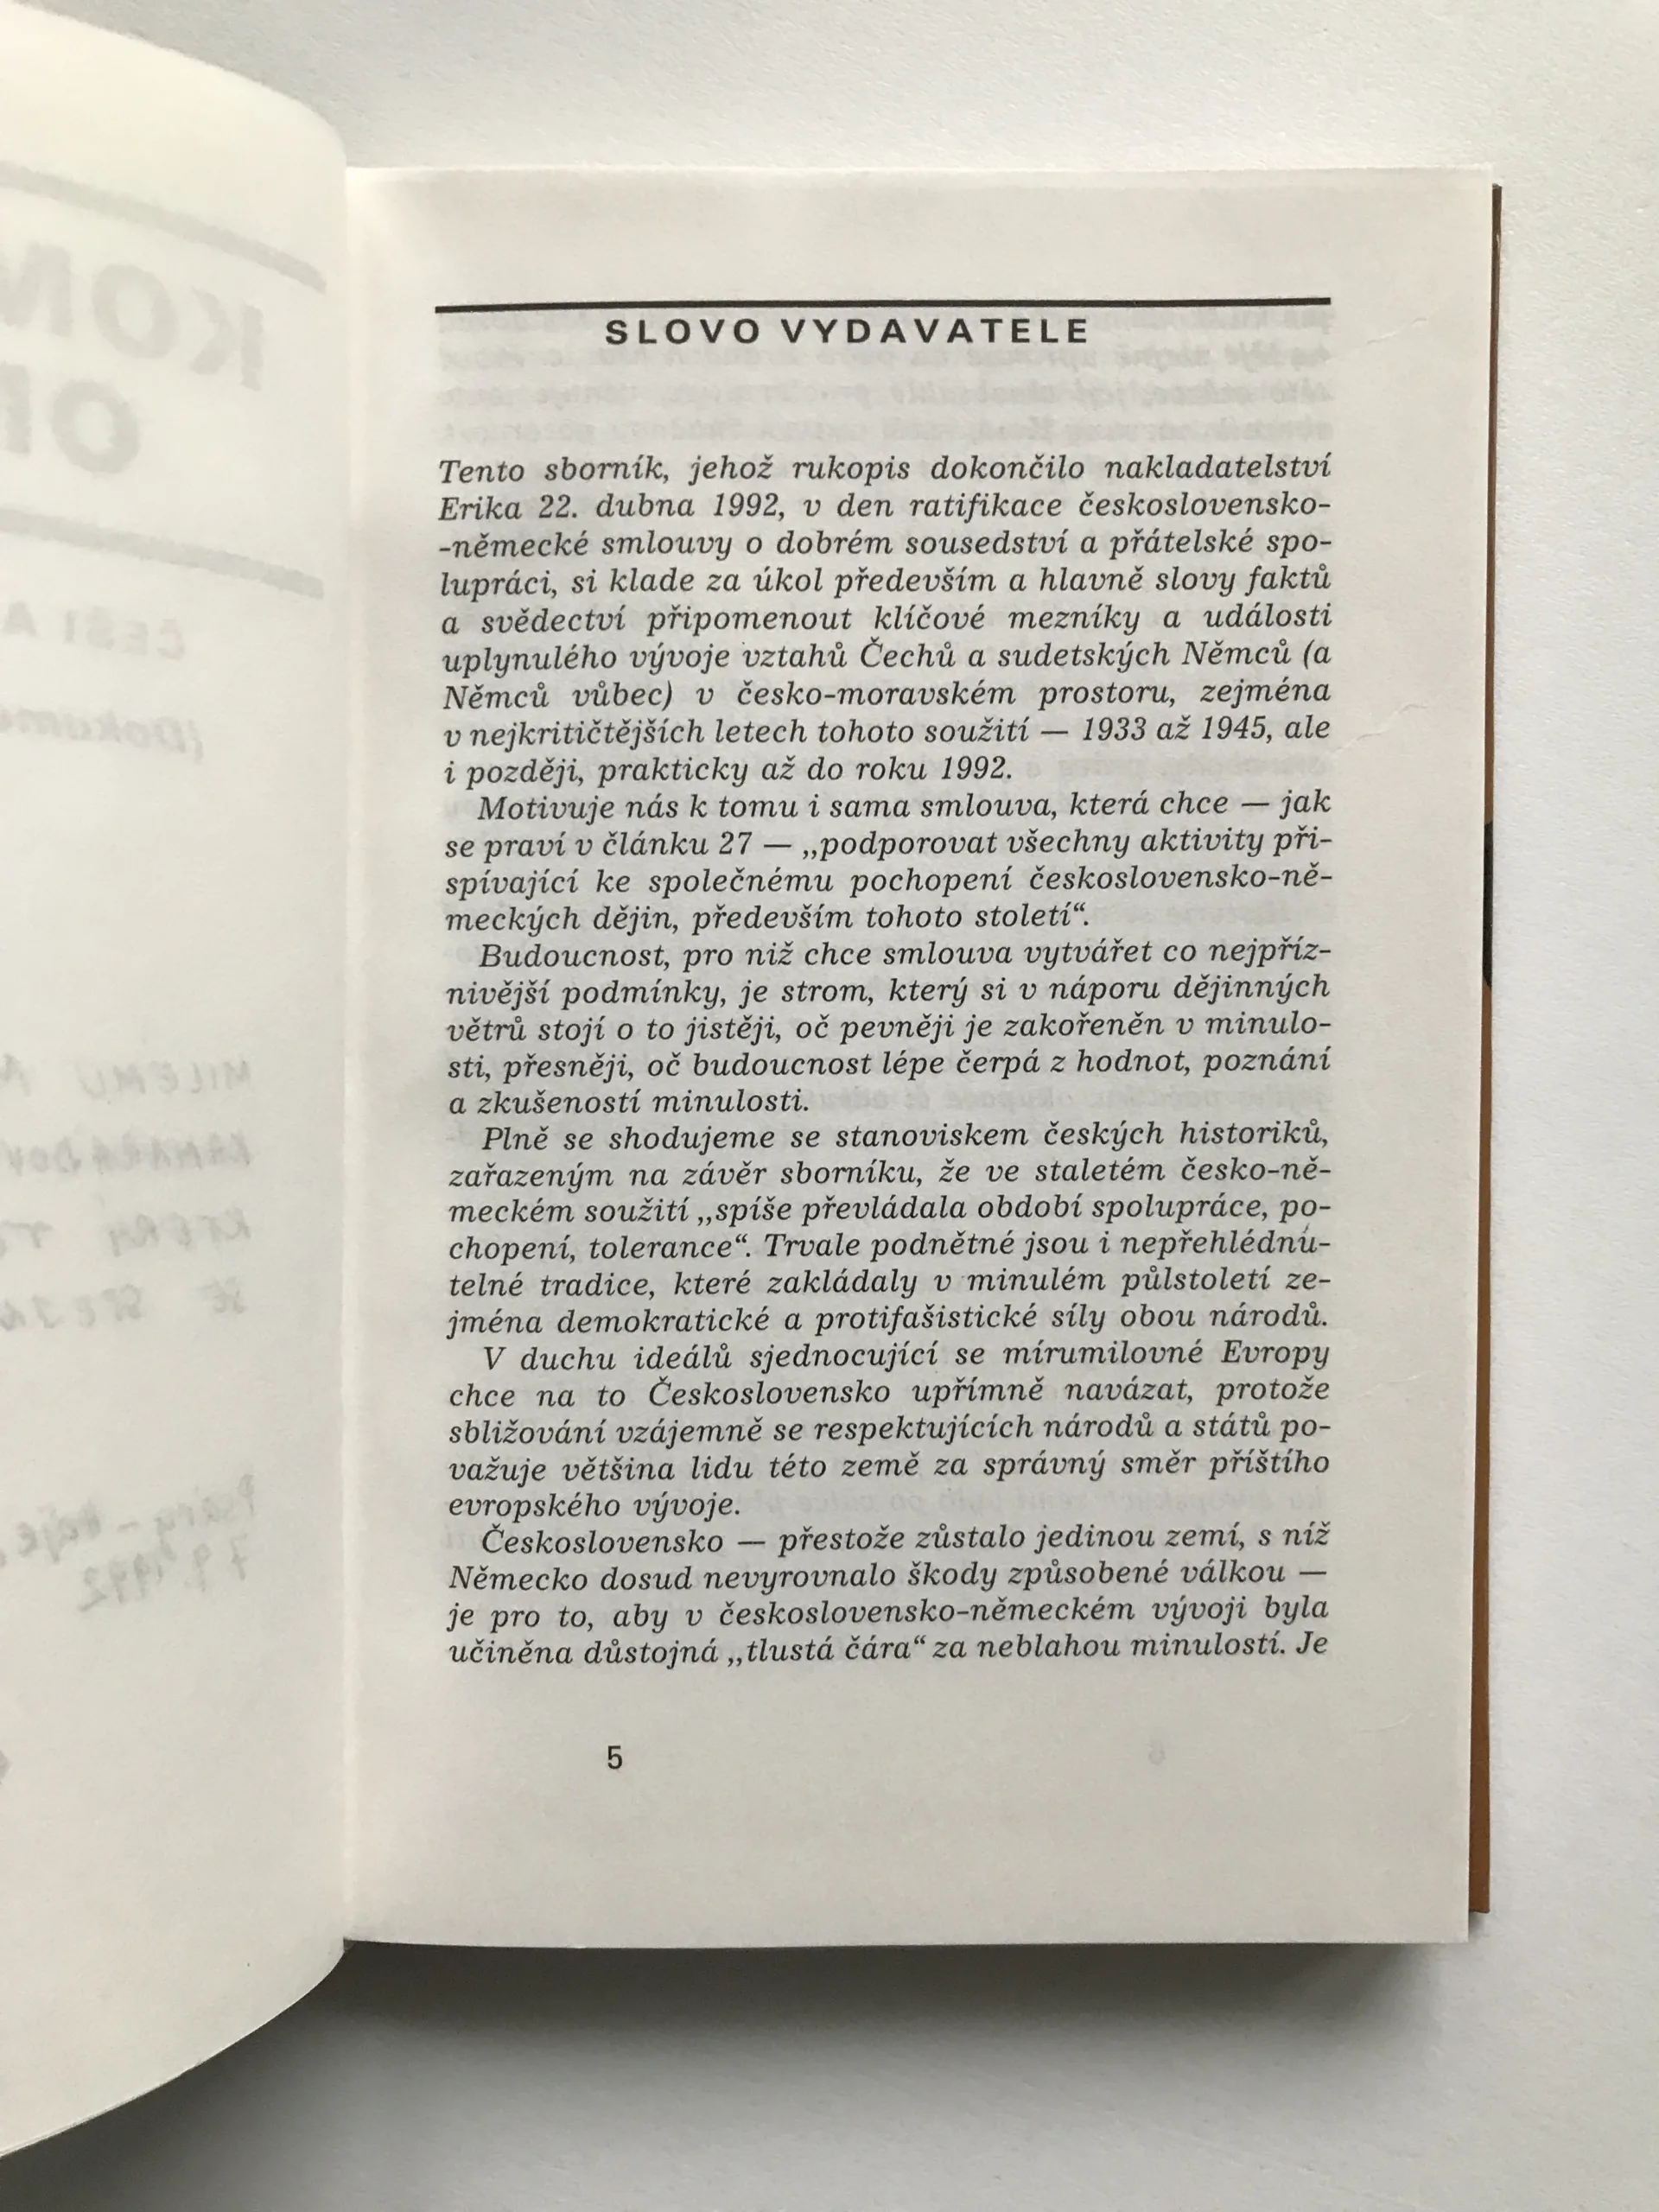 SLOVO VYDAVATELE
Tento sborník, jehož rukopis dokončilo nakladatelství
Erika 22. dubna 1992, v den ratifikace československo-
-německé smlouvy o dobrém sousedství a přátelské spo-
lupráci, si klade za úkol především a hlavně slovy faktů
a svědectví připomenout klíčové mezníky a události
uplynulého vývoje vztahů Čechů a sudetských Němců (a
Němců vůbec) v česko-moravském prostoru, zejména
v nejkritičtějších letech tohoto soužití — 1933 až 1945, ale
i později, prakticky až do roku 1992.
Motivuje nás k tomu i sama smlouva, která chce — jak
se praví v článku 27 — „podporovat všechny aktivity při-
spívající ke společnému pochopení československo-ně-
meckých dějin, především tohoto století“.
Budoucnost, pro niž chce smlouva vytvářet co nejpříz-
nivější podmínky, je strom, který si v náporu dějinných
větrů stojí o to jistěji, oč pevněji je zakořeněn v minulo-
sti, přesněji, oč budoucnost lépe čerpá z hodnot, poznání
a zkušeností minulosti.
Plně se shodujeme se stanoviskem českých historiků,
zařazeným na závěr sborníku, že ve staletém česko-ně-
meckém soužití „spíše převládala období spolupráce, po-
chopení, tolerance“. Trvale podnětné jsou i nepřehlédnu-
telné tradice, které zakládaly v minulém půlstoletí ze-
jména demokratické a protifašistické síly obou národů.
V duchu ideálů sjednocující se mírumilovné Evropy
chce na to Československo upřímně navázat, protože
sbližování vzájemně se respektujících národů a států po-
važuje většina lidu této země za správný směr příštího
evropského vývoje.
Československo — přestože zůstalo jedinou zemí, s níž
Německo dosud nevyrovnalo škody způsobené válkou —
je pro to, aby v československo-německém vývoji byla
učiněna důstojná „tlustá čára“ za neblahou minulostí. Je
5